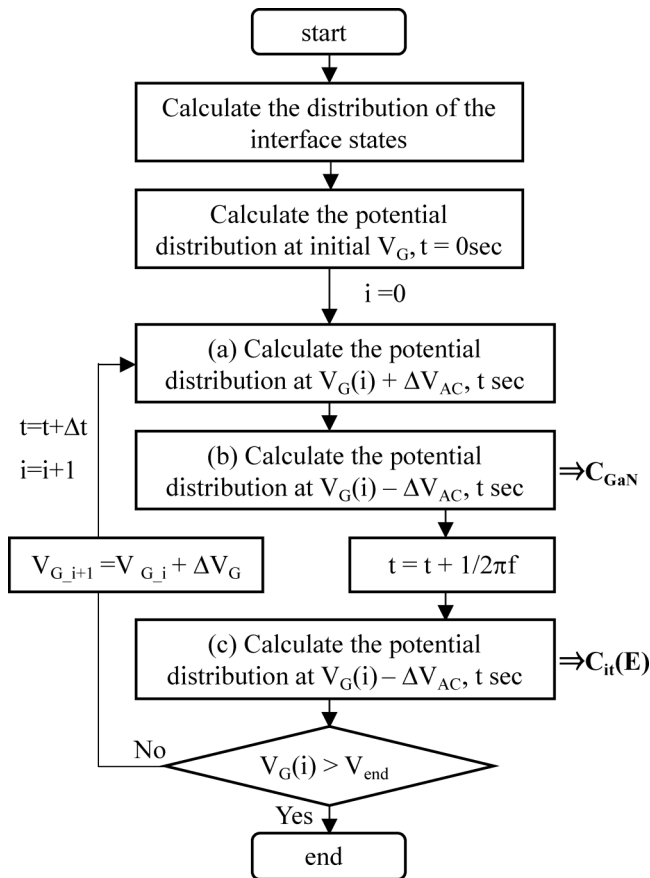 start
Calculate the distribution of the
interface states
Calculate the potential
distribution at initial V_G, t = 0sec
i =0
(a) Calculate the potential
distribution at V_G(i) + ΔV_AC, t sec
t=t+Δt
i=i+1
(b) Calculate the potential
distribution at V_G(i) – ΔV_AC, t sec
⇒C_GaN
V_G_i+1 =V_G_i + ΔV_G
t = t + 1/2πf
(c) Calculate the potential
distribution at V_G(i) – ΔV_AC, t sec
⇒C_it(E)
No
V_G(i) > V_end
Yes
end